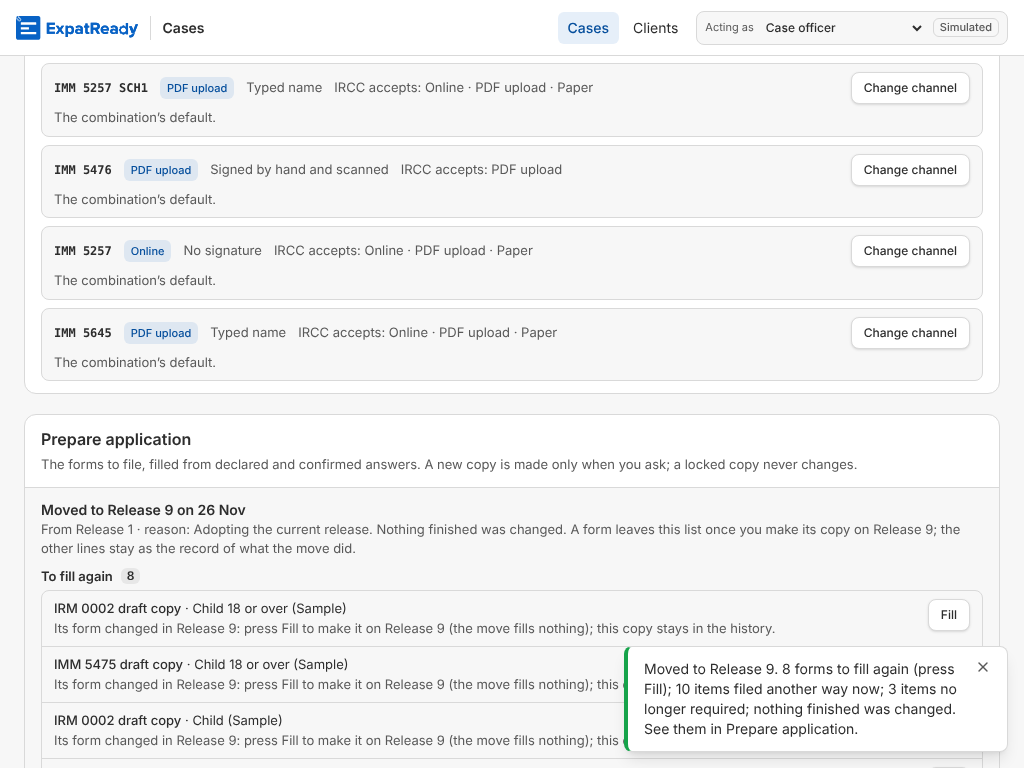 ExpatReady
Cases
Cases
Clients
Acting as Case officer Simulated
IMM 5257 SCH1 PDF upload Typed name IRCC accepts: Online · PDF upload · Paper
Change channel
The combination’s default.
IMM 5476 PDF upload Signed by hand and scanned IRCC accepts: PDF upload
Change channel
The combination’s default.
IMM 5257 Online No signature IRCC accepts: Online · PDF upload · Paper
Change channel
The combination’s default.
IMM 5645 PDF upload Typed name IRCC accepts: Online · PDF upload · Paper
Change channel
The combination’s default.
Prepare application
The forms to file, filled from declared and confirmed answers. A new copy is made only when you ask; a locked copy never changes.
Moved to Release 9 on 26 Nov
From Release 1 · reason: Adopting the current release. Nothing finished was changed. A form leaves this list once you make its copy on Release 9; the
other lines stay as the record of what the move did.
To fill again 8
IRM 0002 draft copy · Child 18 or over (Sample)
Fill
Its form changed in Release 9: press Fill to make it on Release 9 (the move fills nothing); this copy stays in the history.
IMM 5475 draft copy · Child 18 or over (Sample)
Its form changed in Release 9: press Fill to make it on Release 9 (the move fills nothing); this
IRM 0002 draft copy · Child (Sample)
Its form changed in Release 9: press Fill to make it on Release 9 (the move fills nothing); this
Moved to Release 9. 8 forms to fill again (press
Fill); 10 items filed another way now; 3 items no
longer required; nothing finished was changed.
See them in Prepare application.